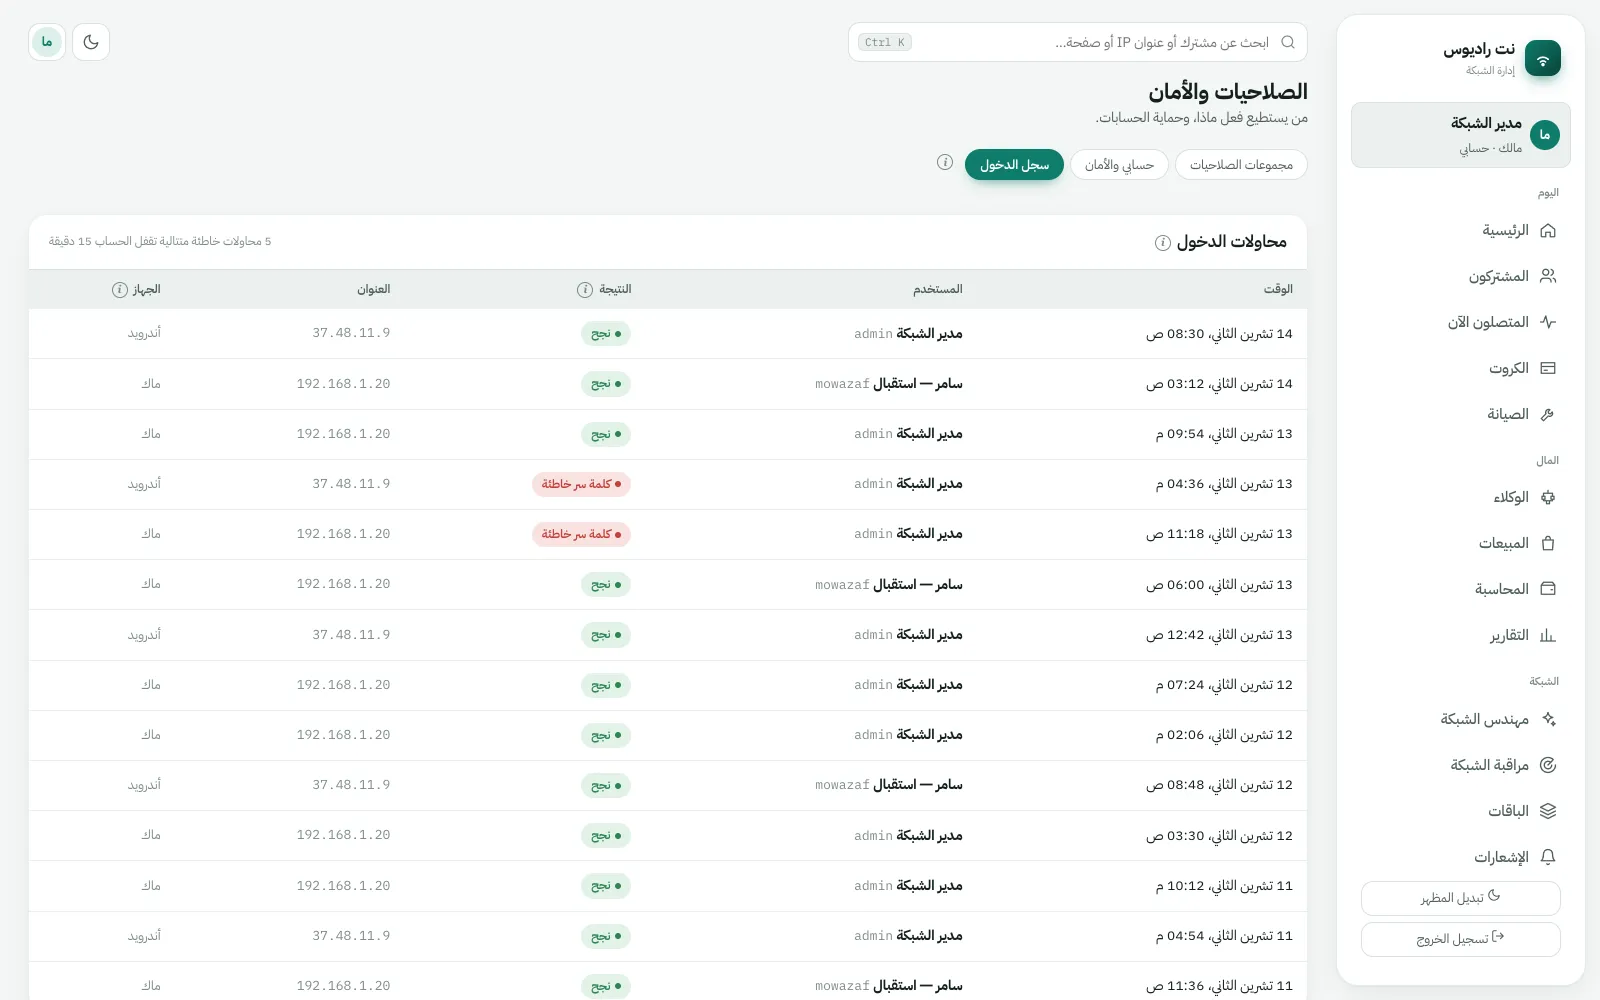 نت راديوس
إدارة الشبكة
ما
مدير الشبكة
مالك · حسابي
اليوم
الرئيسية
المشتركون
المتصلون الآن
الكروت
الصيانة
المال
الوكلاء
المبيعات
المحاسبة
التقارير
الشبكة
مهندس الشبكة
مراقبة الشبكة
الباقات
الإشعارات
تبديل المظهر
تسجيل الخروج
ابحث عن مشترك أو عنوان IP أو صفحة...
Ctrl K
ما
الصلاحيات والأمان
من يستطيع فعل ماذا، وحماية الحسابات.
مجموعات الصلاحيات حسابي والأمان سجل الدخول i
محاولات الدخول i 5 محاولات خاطئة متتالية تقفل الحساب 15 دقيقة
الوقت المستخدم النتيجة i العنوان الجهاز i
14 تشرين الثاني، 08:30 ص مدير الشبكة admin نجح 37.48.11.9 أندرويد
14 تشرين الثاني، 03:12 ص سامر — استقبال mowazaf نجح 192.168.1.20 ماك
13 تشرين الثاني، 09:54 م مدير الشبكة admin نجح 192.168.1.20 ماك
13 تشرين الثاني، 04:36 م مدير الشبكة admin كلمة سر خاطئة 37.48.11.9 أندرويد
13 تشرين الثاني، 11:18 ص مدير الشبكة admin كلمة سر خاطئة 192.168.1.20 ماك
13 تشرين الثاني، 06:00 ص سامر — استقبال mowazaf نجح 192.168.1.20 ماك
13 تشرين الثاني، 12:42 ص مدير الشبكة admin نجح 37.48.11.9 أندرويد
12 تشرين الثاني، 07:24 م مدير الشبكة admin نجح 192.168.1.20 ماك
12 تشرين الثاني، 02:06 م مدير الشبكة admin نجح 192.168.1.20 ماك
12 تشرين الثاني، 08:48 ص سامر — استقبال mowazaf نجح 37.48.11.9 أندرويد
12 تشرين الثاني، 03:30 ص مدير الشبكة admin نجح 192.168.1.20 ماك
11 تشرين الثاني، 10:12 م مدير الشبكة admin نجح 192.168.1.20 ماك
11 تشرين الثاني، 04:54 م مدير الشبكة admin نجح 37.48.11.9 أندرويد
11 تشرين الثاني، 11:36 ص سامر — استقبال mowazaf نجح 192.168.1.20 ماك